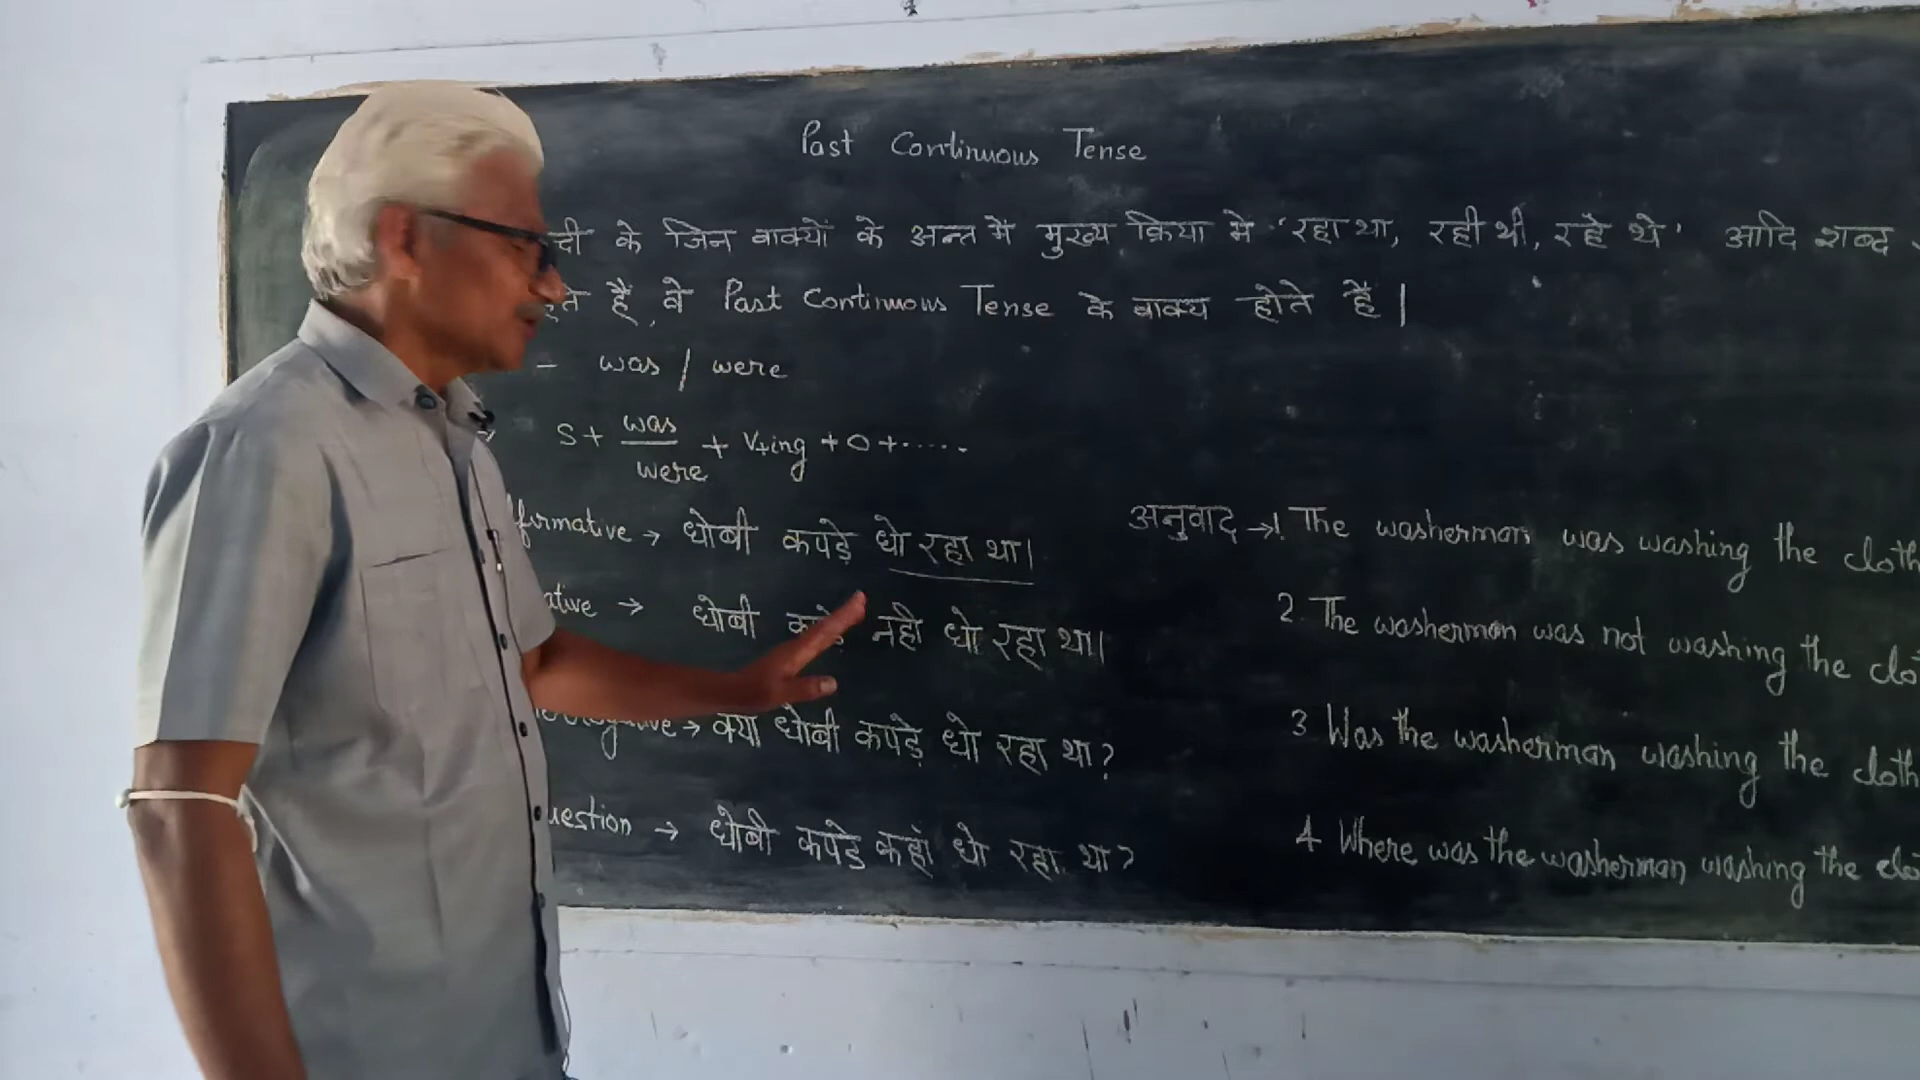 Past Continuous Tense
के जिन वाक्यों के अन्त में मुख्य क्रिया में 'रहा था, रही थी, रहे थे' आदि शब्द
हैं, वे Past Continuous Tense के वाक्य होते हैं |
- was / were
S + was/were + V+ing + O + .....
ffirmative → धोबी कपड़े धो रहा था|
ative → धोबी नही धो रहा था|
→ क्या धोबी कपड़े धो रहा था?
uestion → धोबी कपड़े कहां धो रहा था?
अनुवाद → 1. The washerman was washing the cloth
2. The washerman was not washing the clo
3 Was the washerman washing the cloth
4 Where was the washerman washing the clo